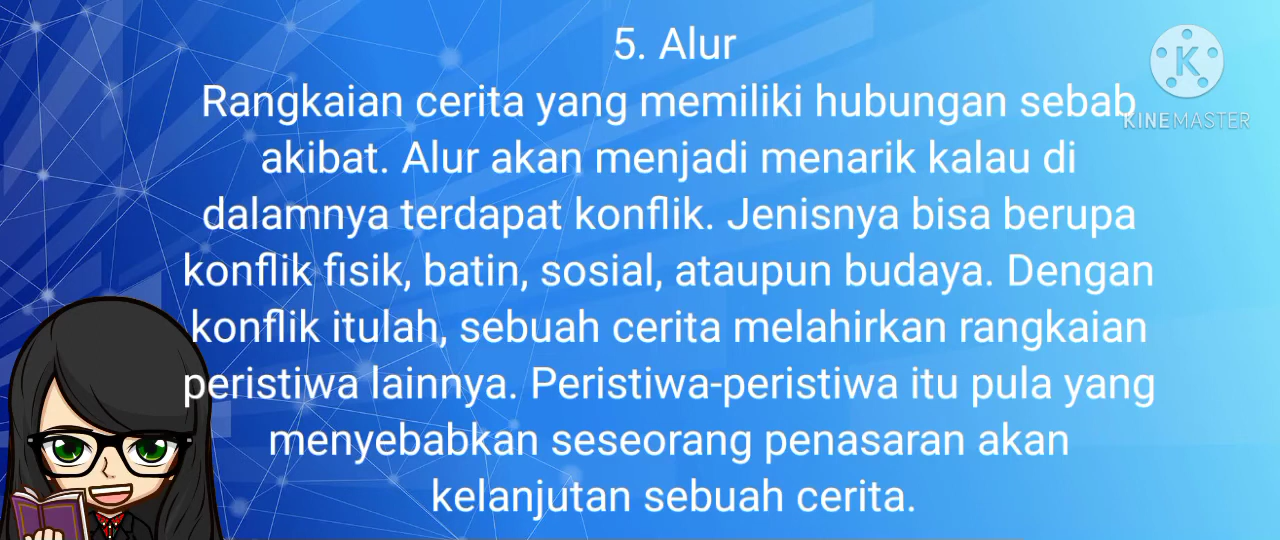 5. Alur
Rangkaian cerita yang memiliki hubungan sebab
akibat. Alur akan menjadi menarik kalau di
dalamnya terdapat konflik. Jenisnya bisa berupa
konflik fisik, batin, sosial, ataupun budaya. Dengan
konflik itulah, sebuah cerita melahirkan rangkaian
peristiwa lainnya. Peristiwa-peristiwa itu pula yang
menyebabkan seseorang penasaran akan
kelanjutan sebuah cerita.
K
KINEMASTER